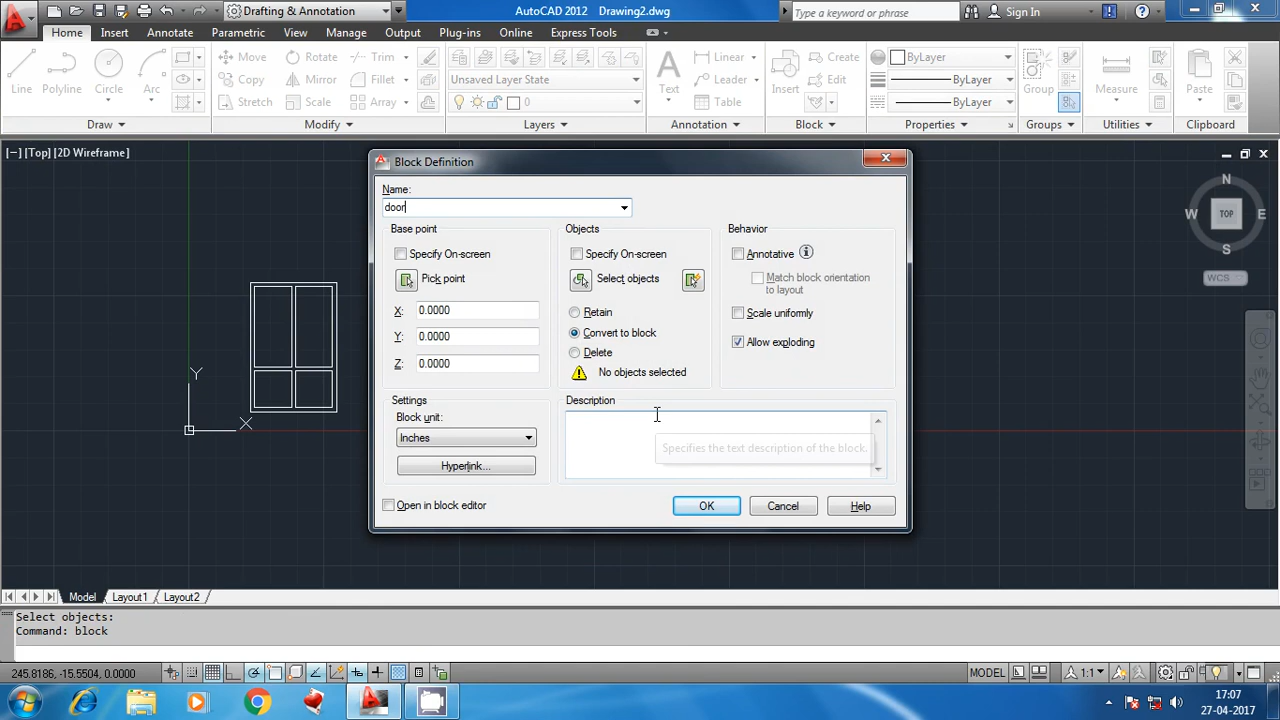 Drafting & Annotation
AutoCAD 2012 Drawing2.dwg
Type a keyword or phrase
Sign In
Home Insert Annotate Parametric View Manage Output Plug-ins Online Express Tools
Line Polyline Circle Arc
Move Rotate Trim
Copy Mirror Fillet
Stretch Scale Array
Unsaved Layer State
0
Text
Linear
Leader
Table
Insert
Create
Edit
ByLayer
ByLayer
ByLayer
Group
Measure
Paste
Draw Modify Layers Annotation Block Properties Groups Utilities Clipboard
[−] [Top] [2D Wireframe]
N
W TOP E
S
WCS
Y
X
Block Definition
Name:
door
Base point
Specify On-screen
Pick point
X: 0.0000
Y: 0.0000
Z: 0.0000
Objects
Specify On-screen
Select objects
Retain
Convert to block
Delete
No objects selected
Behavior
Annotative
Match block orientation
to layout
Scale uniformly
Allow exploding
Settings
Block unit:
Inches
Hyperlink...
Description
Specifies the text description of the block.
Open in block editor
OK Cancel Help
Model Layout1 Layout2
Select objects:
Command: block
245.8186, -15.5504, 0.0000
MODEL
1:1
17:07
27-04-2017